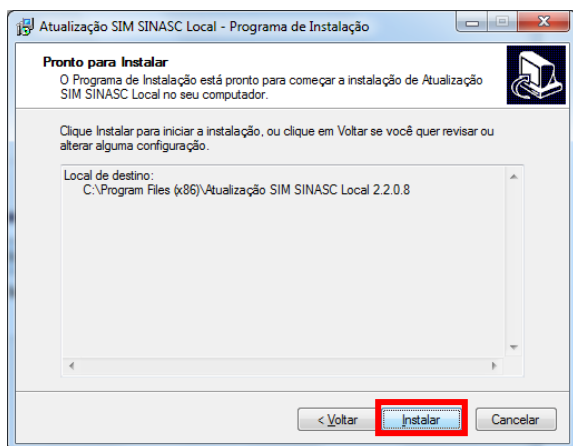 Atualização SIM SINASC Local - Programa de Instalação
Pronto para Instalar
O Programa de Instalação está pronto para começar a instalação de Atualização
SIM SINASC Local no seu computador.
Clique Instalar para iniciar a instalação, ou clique em Voltar se você quer revisar ou
alterar alguma configuração.
Local de destino:
C:\Program Files (x86)\Atualização SIM SINASC Local 2.2.0.8
< Voltar
Instalar
Cancelar